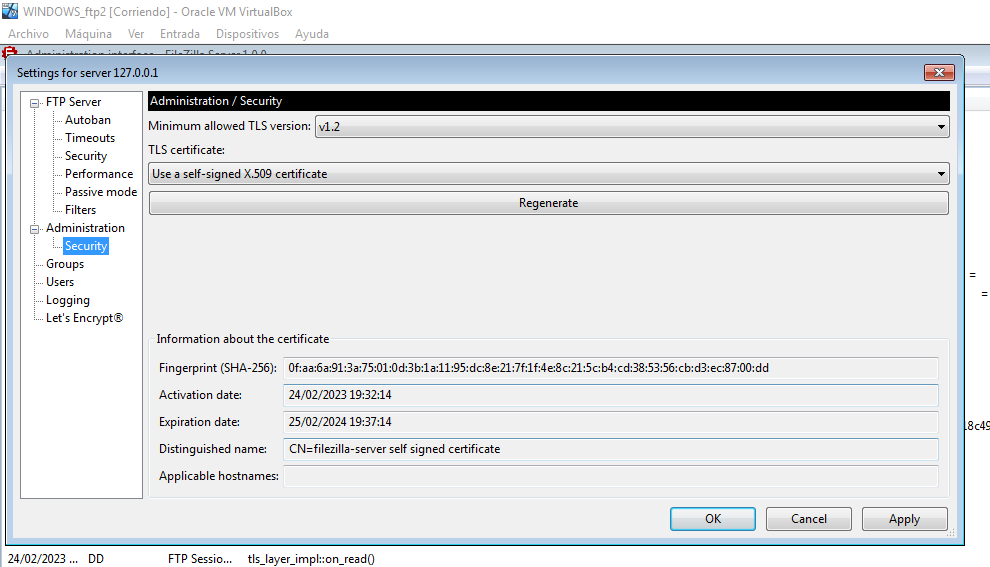 WINDOWS_ftp2 [Corriendo] - Oracle VM VirtualBox
Archivo Máquina Ver Entrada Dispositivos Ayuda
Administration interface - FileZilla Server 1.0.0
Settings for server 127.0.0.1
FTP Server
Autoban
Timeouts
Security
Performance
Passive mode
Filters
Administration
Security
Groups
Users
Logging
Let's Encrypt®
Administration / Security
Minimum allowed TLS version: v1.2
TLS certificate:
Use a self-signed X.509 certificate
Regenerate
=
=
Information about the certificate
Fingerprint (SHA-256): 0f:aa:6a:91:3a:75:01:0d:3b:1a:11:95:dc:8e:21:7f:1f:4e:8c:21:5c:b4:cd:38:53:56:cb:d3:ec:87:00:dd
Activation date: 24/02/2023 19:32:14
Expiration date: 25/02/2024 19:37:14
.8c49
Distinguished name: CN=filezilla-server self signed certificate
Applicable hostnames:
OK Cancel Apply
24/02/2023 ... DD FTP Sessio... tls_layer_impl::on_read()